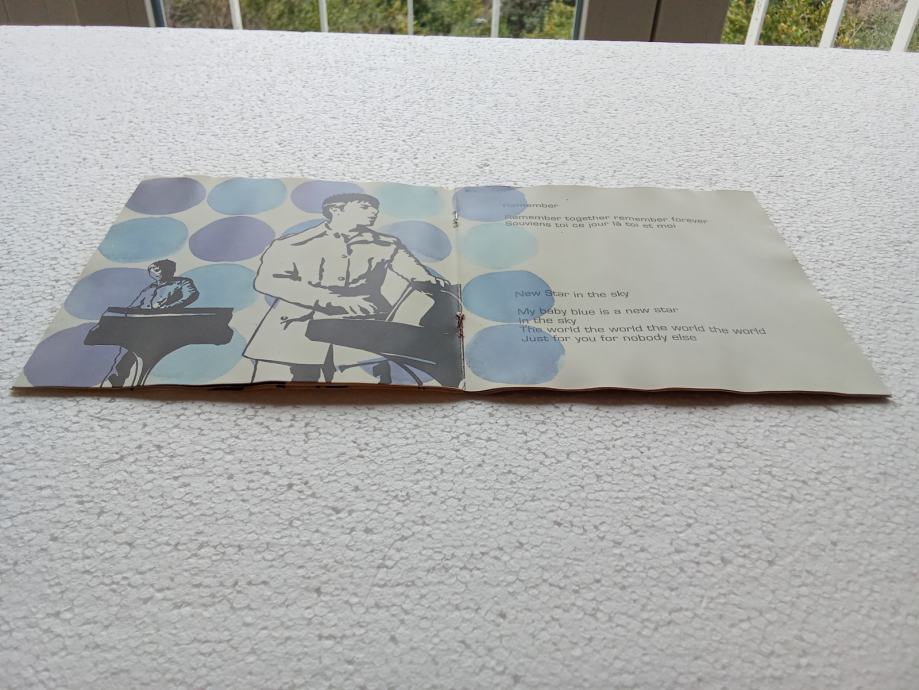 Remember
Remember together remember forever
Souviens toi ce jour là toi et moi
New Star in the sky
My baby blue is a new star
In the sky
The world the world the world the world
Just for you for nobody else